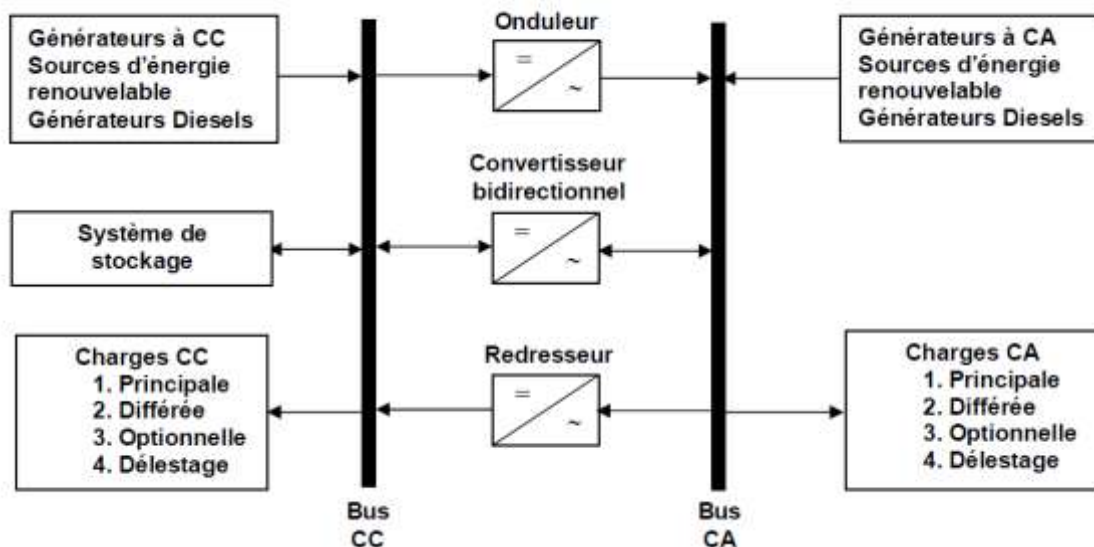 Générateurs à CC
Sources d'énergie
renouvelable
Générateurs Diesels
Onduleur
=
~
Générateurs à CA
Sources d'énergie
renouvelable
Générateurs Diesels
Système de
stockage
Convertisseur
bidirectionnel
=
~
Charges CC
1. Principale
2. Différée
3. Optionnelle
4. Délestage
Redresseur
=
~
Charges CA
1. Principale
2. Différée
3. Optionnelle
4. Délestage
Bus
CC
Bus
CA